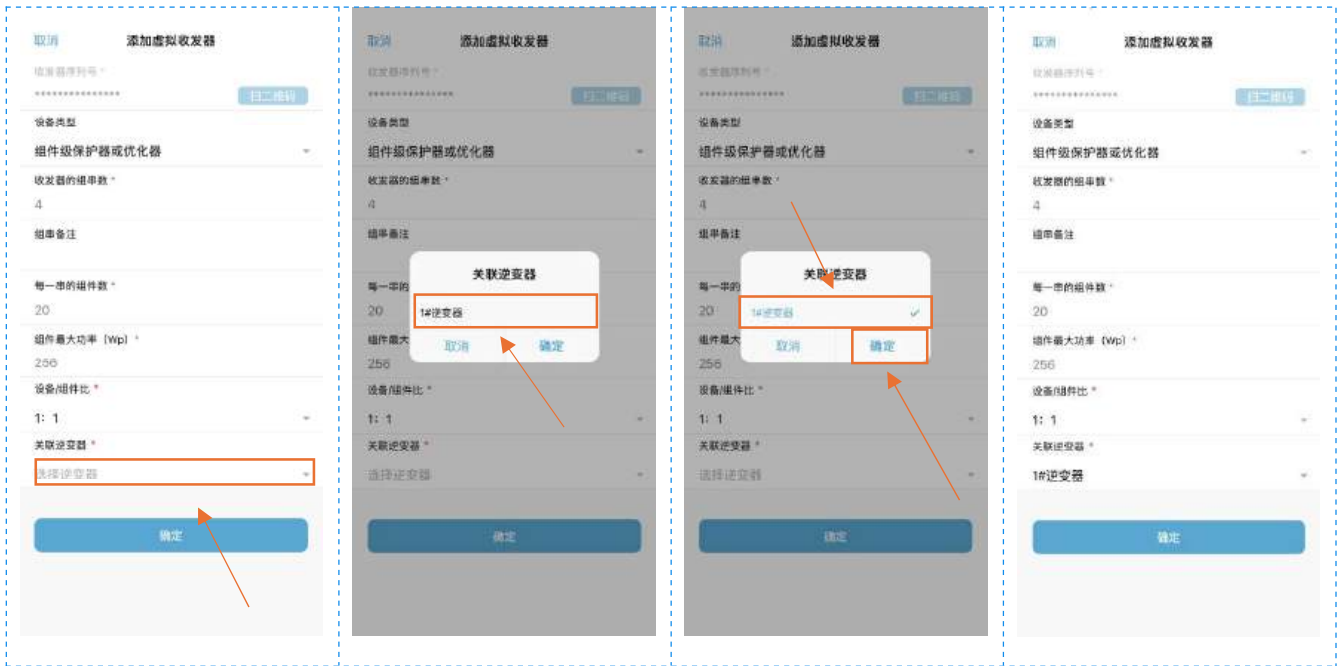 取消 添加虚拟收发器
收发器序列号 *
*************** 扫二维码
设备类型
组件级保护器或优化器
收发器的组串数 *
4
组串备注
每一串的组件数 *
20
组件最大功率 (Wp) *
256
设备/组件比 *
1: 1
关联逆变器 *
选择逆变器
确定
取消 添加虚拟收发器
收发器序列号 *
*************** 扫二维码
设备类型
组件级保护器或优化器
收发器的组串数 *
4
组串备注
关联逆变器
每一串的
20 1#逆变器
组件最大
取消 确定
256
设备/组件比 *
1: 1
关联逆变器 *
选择逆变器
确定
取消 添加虚拟收发器
收发器序列号 *
*************** 扫二维码
设备类型
组件级保护器或优化器
收发器的组串数 *
4
组串备注
关联逆变器
每一串的
20 1#逆变器
组件最大
取消 确定
256
设备/组件比 *
1: 1
关联逆变器 *
选择逆变器
确定
取消 添加虚拟收发器
收发器序列号 *
*************** 扫二维码
设备类型
组件级保护器或优化器
收发器的组串数 *
4
组串备注
每一串的组件数 *
20
组件最大功率 (Wp) *
256
设备/组件比 *
1: 1
关联逆变器 *
1#逆变器
确定